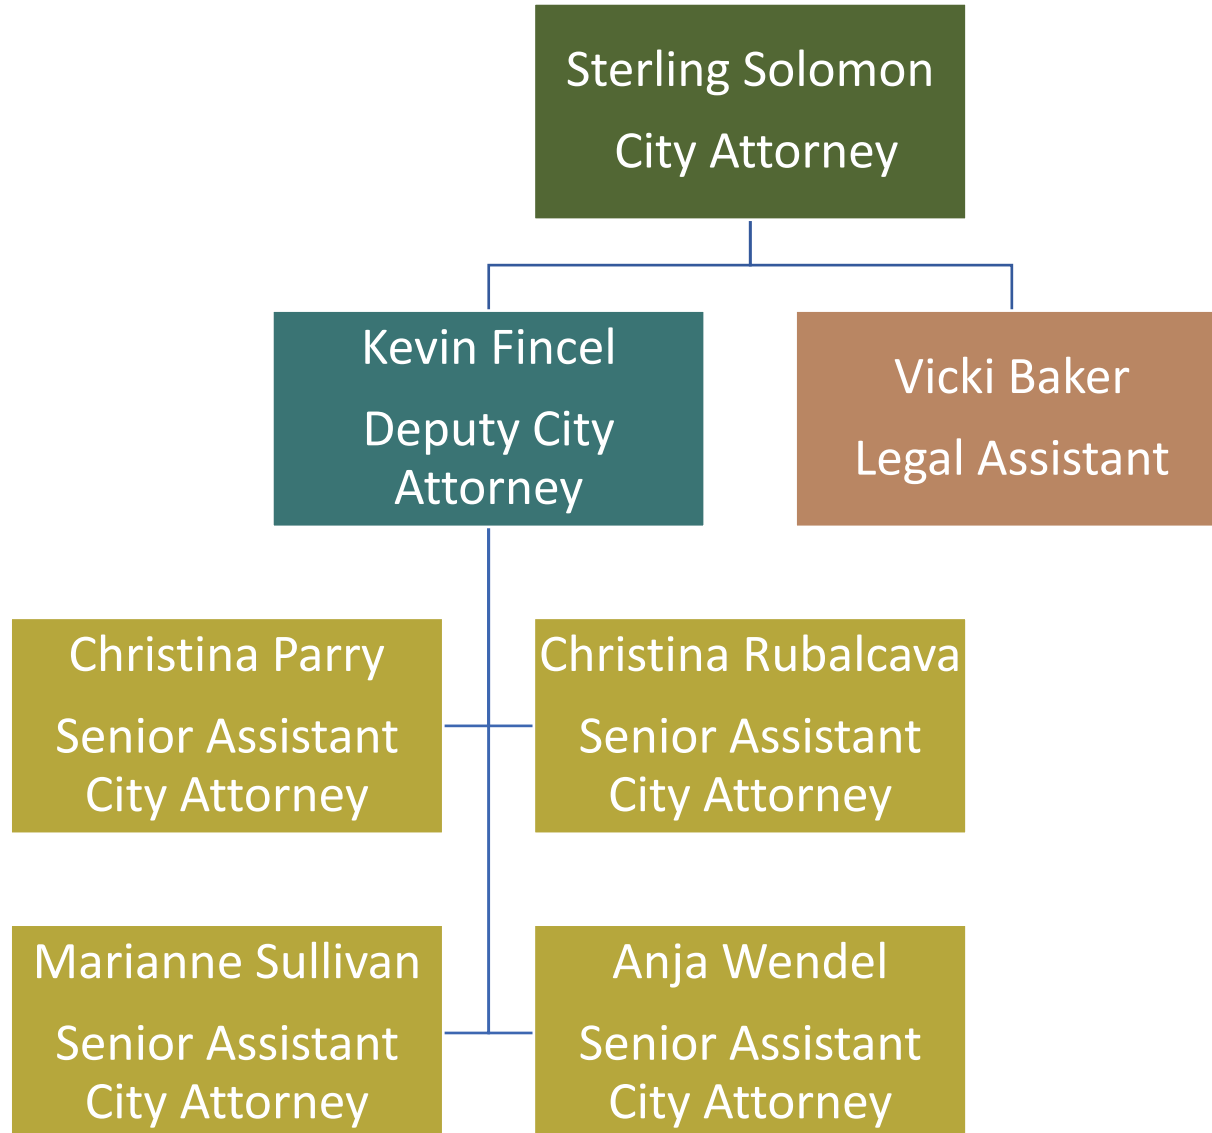 Sterling Solomon
City Attorney
Kevin Fincel
Deputy City
Attorney
Vicki Baker
Legal Assistant
Christina Parry
Senior Assistant
City Attorney
Christina Rubalcava
Senior Assistant
City Attorney
Marianne Sullivan
Senior Assistant
City Attorney
Anja Wendel
Senior Assistant
City Attorney